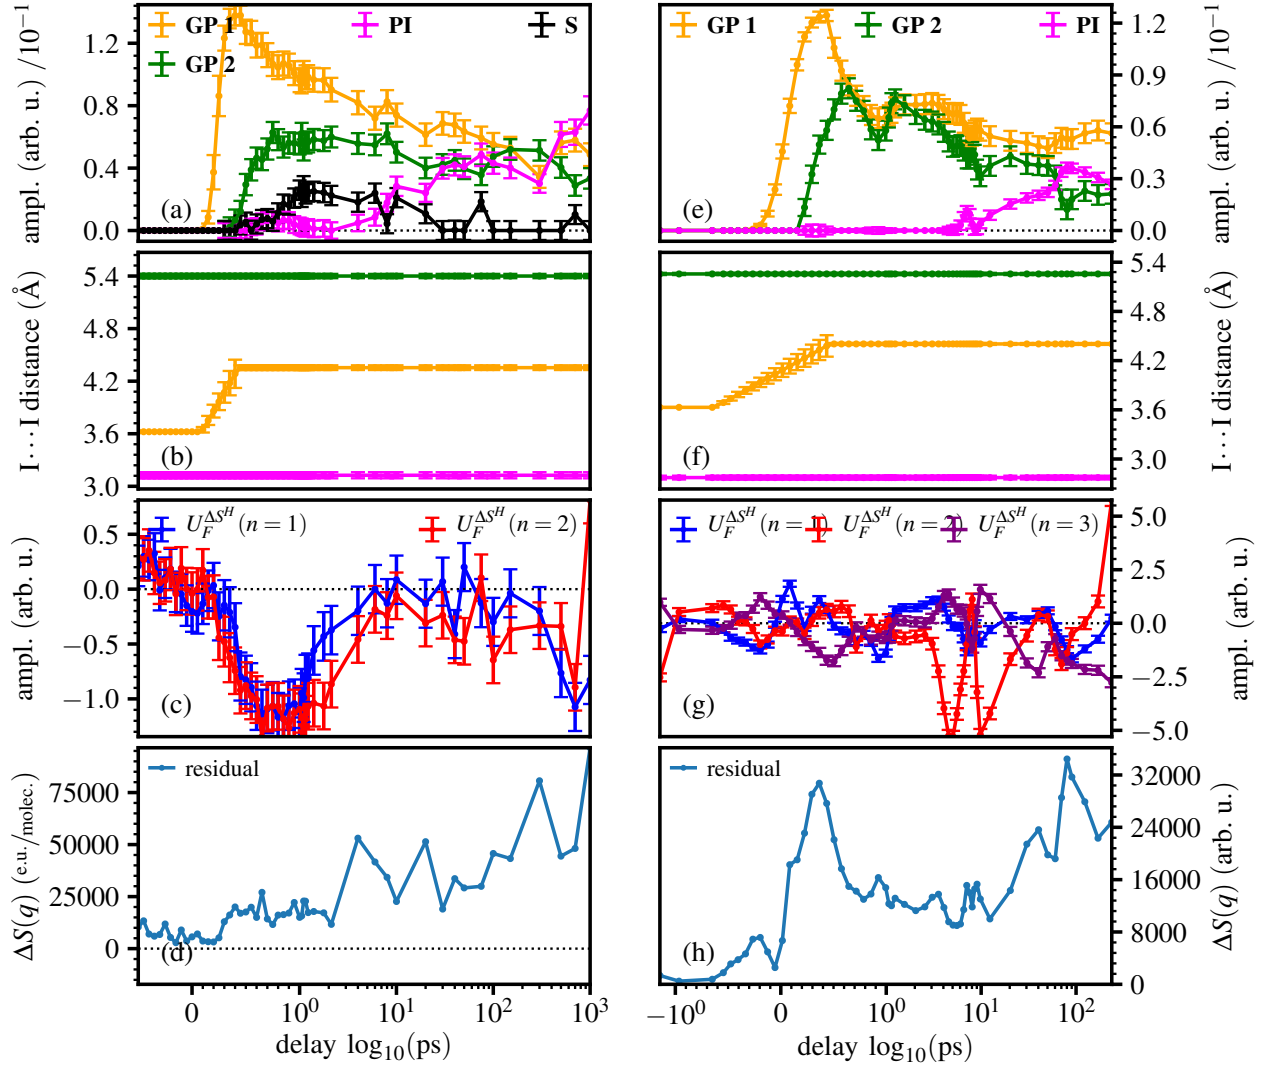 ampl. (arb. u.) /10⁻¹
1.2
0.8
0.4
0.0
GP 1
PI
S
GP 2
(a)
GP 1
GP 2
PI
(e)
1.2
0.9
0.6
0.3
0.0
ampl. (arb. u.) /10⁻¹
I⋯I distance (Å)
5.4
4.8
4.2
3.6
3.0
(b)
(f)
5.4
4.8
4.2
3.6
3.0
I⋯I distance (Å)
ampl. (arb. u.)
0.5
0.0
−0.5
−1.0
U_F^{ΔS^H}(n = 1)
U_F^{ΔS^H}(n = 2)
(c)
U_F^{ΔS^H}(n = 1)
U_F^{ΔS^H}(n = 2)
U_F^{ΔS^H}(n = 3)
(g)
5.0
2.5
0.0
−2.5
−5.0
ampl. (arb. u.)
ΔS(q) (e.u./molec.)
75000
50000
25000
0
residual
(d)
residual
(h)
32000
24000
16000
8000
0
ΔS(q) (arb. u.)
0
10⁰
10¹
10²
10³
delay log₁₀(ps)
−10⁰
0
10⁰
10¹
10²
delay log₁₀(ps)